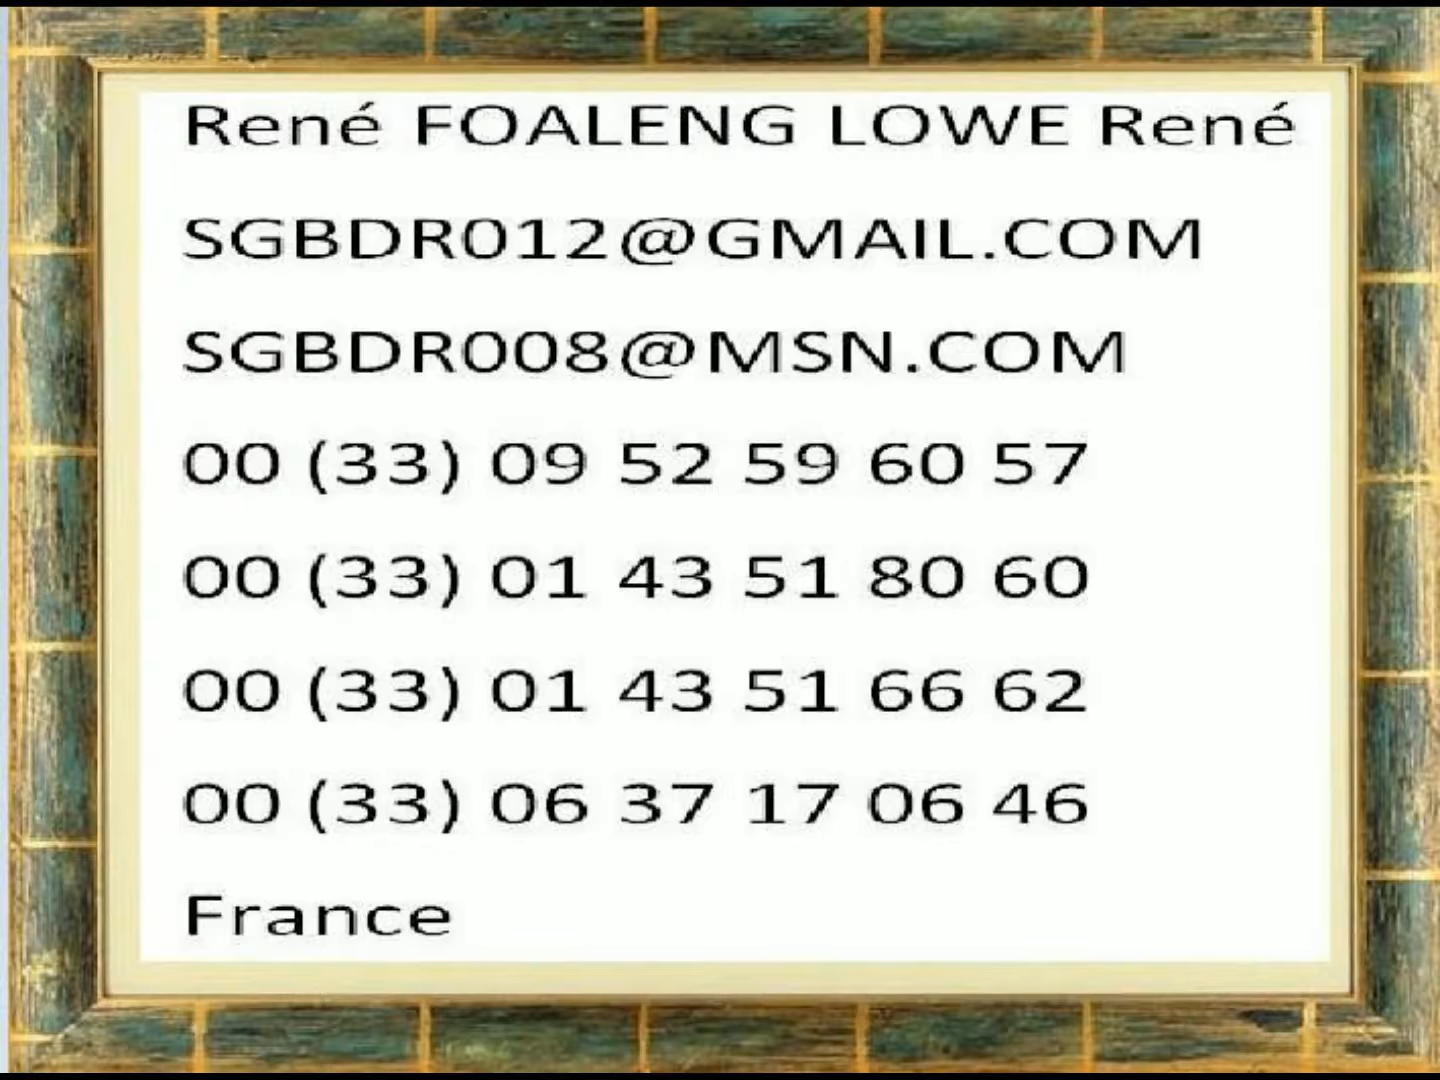 René FOALENG LOWE René
SGBDR012@GMAIL.COM
SGBDR008@MSN.COM
00 (33) 09 52 59 60 57
00 (33) 01 43 51 80 60
00 (33) 01 43 51 66 62
00 (33) 06 37 17 06 46
France